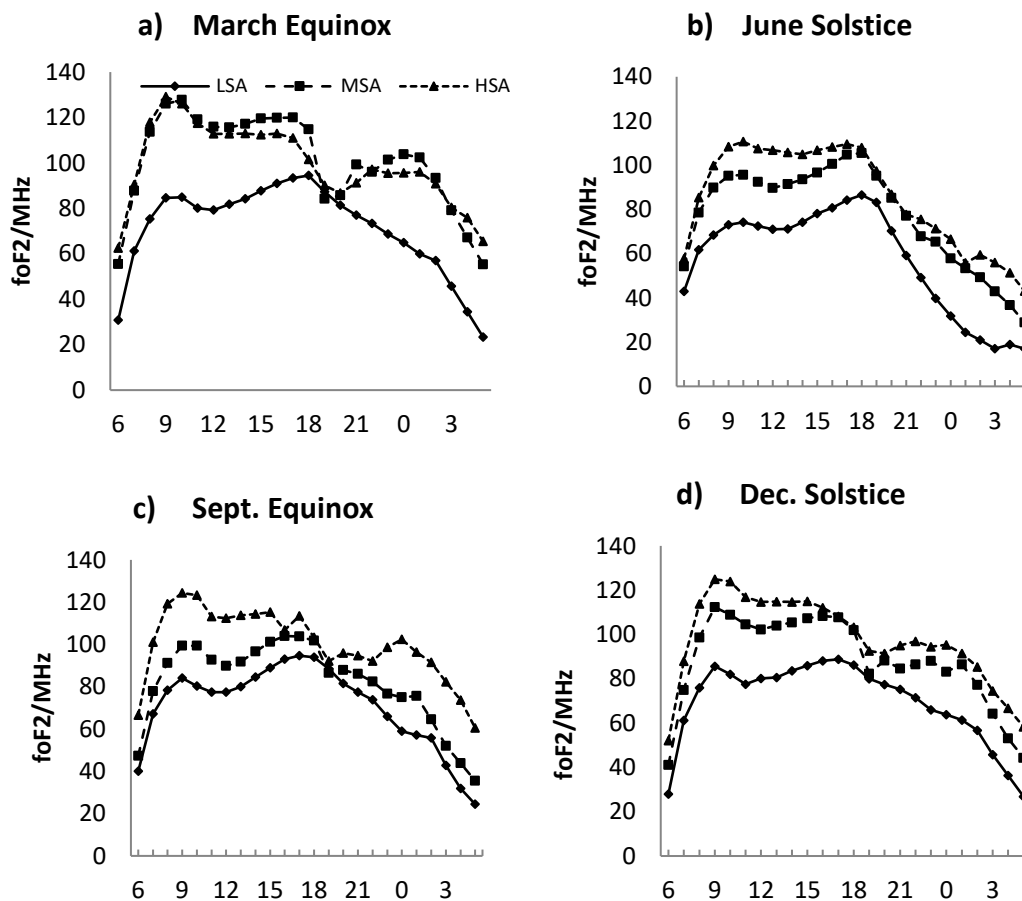 a) March Equinox
LSA MSA HSA
foF2/MHz
140
120
100
80
60
40
20
0
6 9 12 15 18 21 0 3
b) June Solstice
foF2/MHz
140
120
100
80
60
40
20
0
6 9 12 15 18 21 0 3
c) Sept. Equinox
foF2/MHz
140
120
100
80
60
40
20
0
6 9 12 15 18 21 0 3
d) Dec. Solstice
foF2/MHz
140
120
100
80
60
40
20
0
6 9 12 15 18 21 0 3